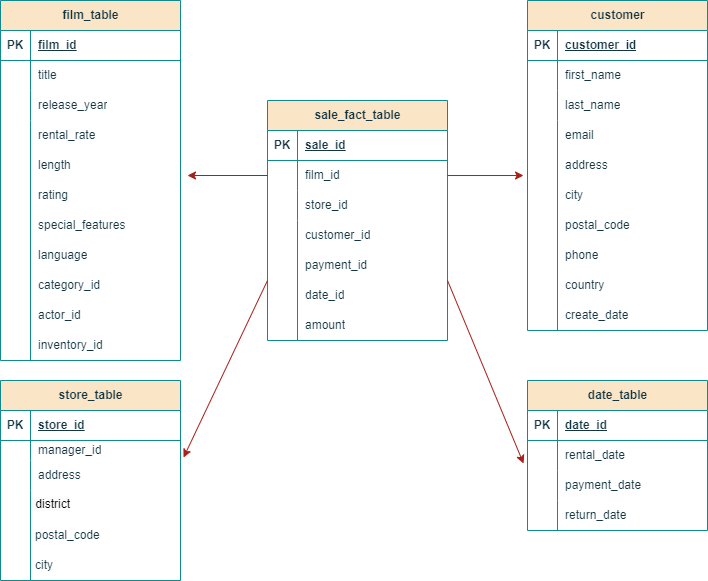 film_table
PK film_id
title
release_year
rental_rate
length
rating
special_features
language
category_id
actor_id
inventory_id
customer
PK customer_id
first_name
last_name
email
address
city
postal_code
phone
country
create_date
sale_fact_table
PK sale_id
film_id
store_id
customer_id
payment_id
date_id
amount
store_table
PK store_id
manager_id
address
district
postal_code
city
date_table
PK date_id
rental_date
payment_date
return_date